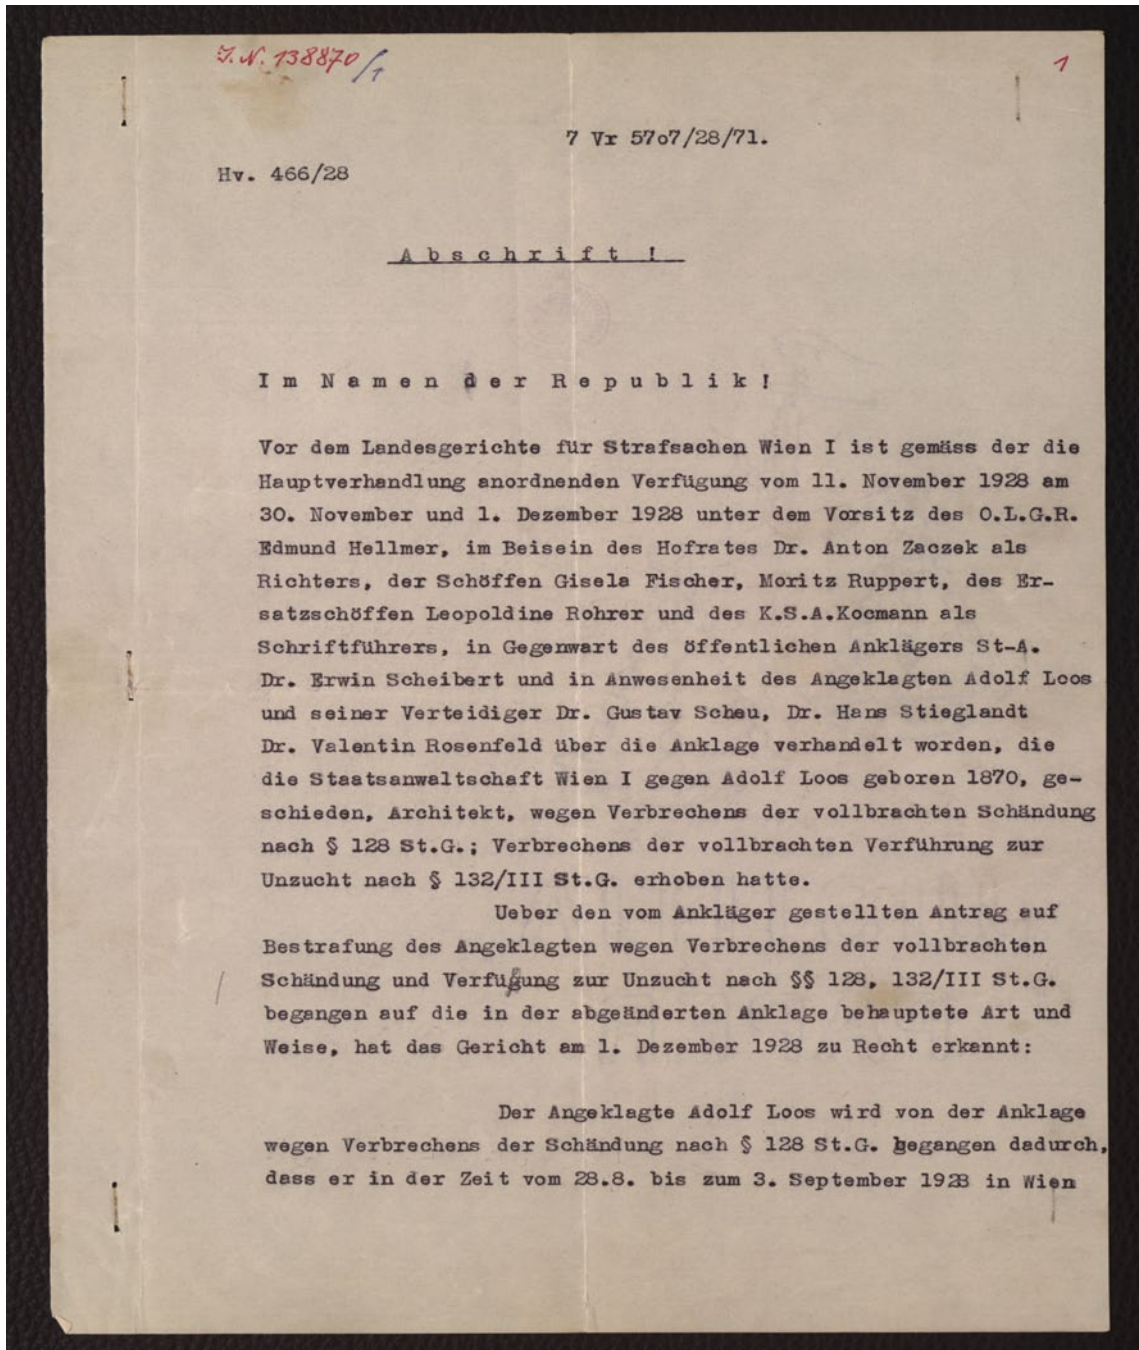 J.N. 138870/1
1
7 Vr 57o7/28/71.
Hv. 466/28
Abschrift!
Im Namen der Republik!
Vor dem Landesgerichte für Strafsachen Wien I ist gemäss der die
Hauptverhandlung anordnenden Verfügung vom 11. November 1928 am
30. November und 1. Dezember 1928 unter dem Vorsitz des O.L.G.R.
Edmund Hellmer, im Beisein des Hofrates Dr. Anton Zaczek als
Richters, der Schöffen Gisela Fischer, Moritz Ruppert, des Er-
satzschöffen Leopoldine Rohrer und des K.S.A.Kocmann als
Schriftführers, in Gegenwart des öffentlichen Anklägers St-A.
Dr. Erwin Scheibert und in Anwesenheit des Angeklagten Adolf Loos
und seiner Verteidiger Dr. Gustav Scheu, Dr. Hans Stieglandt
Dr. Valentin Rosenfeld über die Anklage verhandelt worden, die
die Staatsanwaltschaft Wien I gegen Adolf Loos geboren 1870, ge-
schieden, Architekt, wegen Verbrechens der vollbrachten Schändung
nach § 128 St.G.; Verbrechens der vollbrachten Verführung zur
Unzucht nach § 132/III St.G. erhoben hatte.
Ueber den vom Ankläger gestellten Antrag auf
Bestrafung des Angeklagten wegen Verbrechens der vollbrachten
Schändung und Verfügung zur Unzucht nach §§ 128, 132/III St.G.
begangen auf die in der abgeänderten Anklage behauptete Art und
Weise, hat das Gericht am 1. Dezember 1928 zu Recht erkannt:
Der Angeklagte Adolf Loos wird von der Anklage
wegen Verbrechens der Schändung nach § 128 St.G. begangen dadurch,
dass er in der Zeit vom 28.8. bis zum 3. September 1928 in Wien